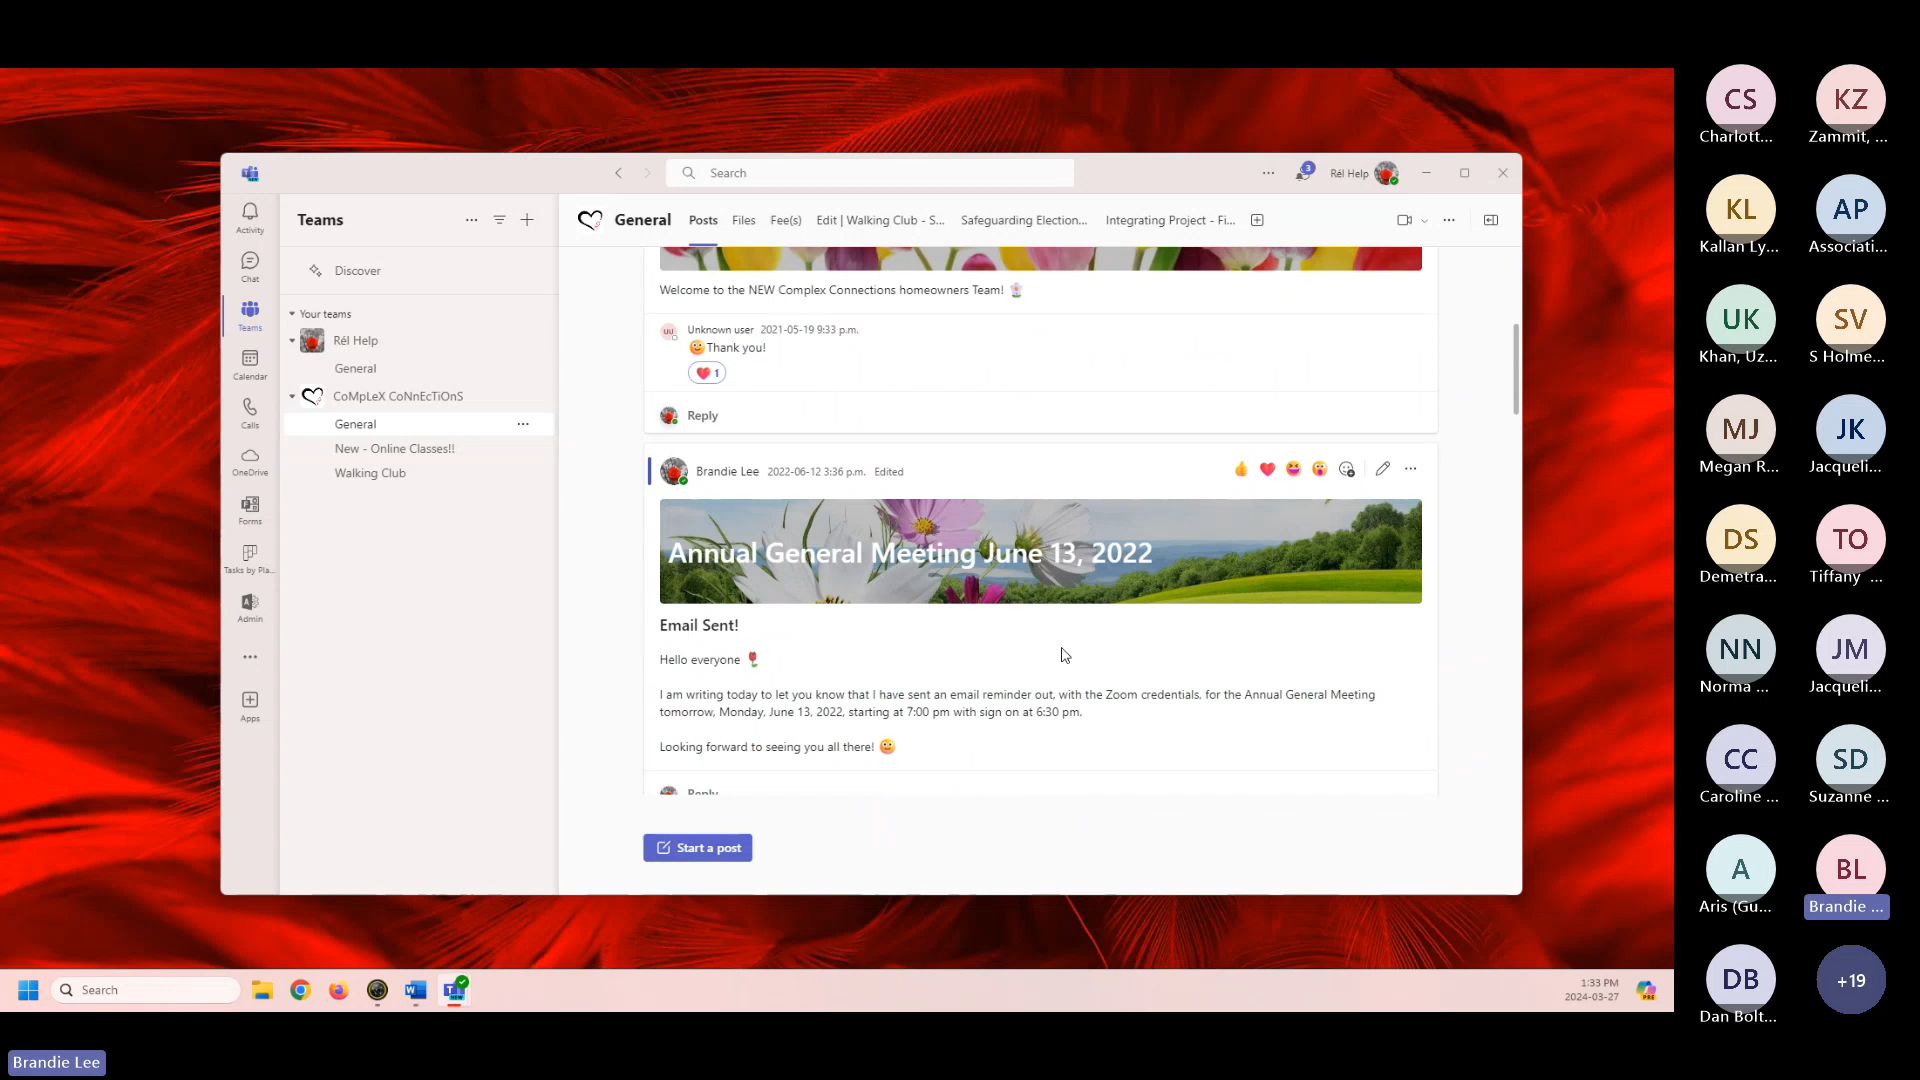 Search
3
Rél Help
Activity
Chat
Teams
Calendar
Calls
OneDrive
Forms
Tasks by Pla...
Admin
Apps
Teams
Discover
Your teams
Rél Help
General
CoMpLeX CoNnEcTiOnS
General
New - Online Classes!!
Walking Club
General
Posts
Files
Fee(s)
Edit | Walking Club - S...
Safeguarding Election...
Integrating Project - Fi...
Welcome to the NEW Complex Connections homeowners Team!
UU
Unknown user 2021-05-19 9:33 p.m.
Thank you!
1
Reply
Brandie Lee 2022-06-12 3:36 p.m. Edited
Annual General Meeting June 13, 2022
Email Sent!
Hello everyone
I am writing today to let you know that I have sent an email reminder out, with the Zoom credentials, for the Annual General Meeting
tomorrow, Monday, June 13, 2022, starting at 7:00 pm with sign on at 6:30 pm.
Looking forward to seeing you all there!
Reply
Start a post
Search
1:33 PM
2024-03-27
Brandie Lee
CS
Charlott...
KZ
Zammit, ...
KL
Kallan Ly...
AP
Associati...
UK
Khan, Uz...
SV
S Holme...
MJ
Megan R...
JK
Jacqueli...
DS
Demetra...
TO
Tiffany ...
NN
Norma ...
JM
Jacqueli...
CC
Caroline ...
SD
Suzanne ...
A
Aris (Gu...
BL
Brandie ...
DB
Dan Bolt...
+19